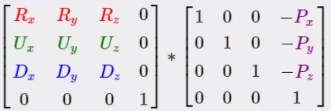 R_x R_y R_z 0 1 0 0 −P_x
U_x U_y U_z 0 0 1 0 −P_y
* 
D_x D_y D_z 0 0 0 1 −P_z
0 0 0 1 0 0 0 1